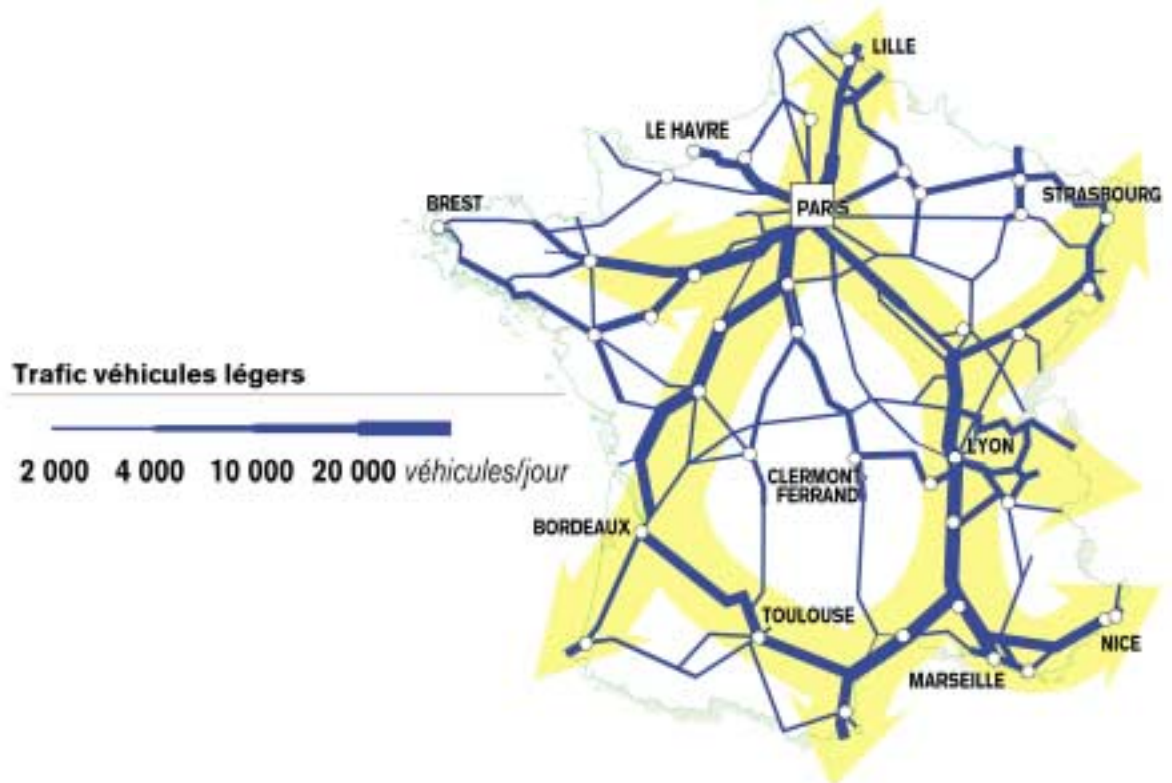 LILLE
LE HAVRE
STRASBOURG
BREST
PARIS
Trafic véhicules légers
2 000 4 000 10 000 20 000 véhicules/jour
LYON
CLERMONT
FERRAND
BORDEAUX
TOULOUSE
NICE
MARSEILLE